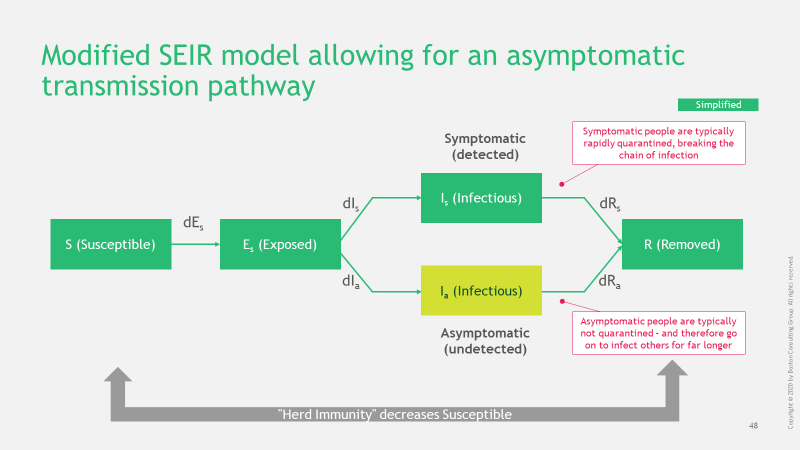 Modified SEIR model allowing for an asymptomatic
transmission pathway
Simplified
Symptomatic
(detected)
Symptomatic people are typically
rapidly quarantined, breaking the
chain of infection
dIs
Is (Infectious)
dRs
dEs
S (Susceptible)
Es (Exposed)
R (Removed)
dIa
Ia (Infectious)
dRa
Asymptomatic
(undetected)
Asymptomatic people are typically
not quarantined – and therefore go
on to infect others for far longer
"Herd Immunity" decreases Susceptible
48
Copyright © 2020 by Boston Consulting Group. All rights reserved.